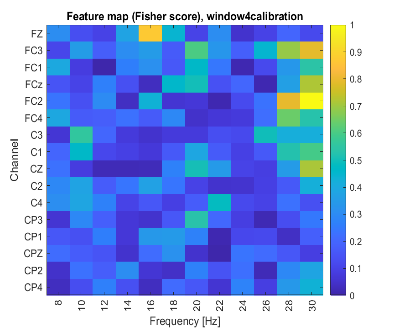 Feature map (Fisher score), window4calibration
FZ
FC3
FC1
FCz
FC2
FC4
C3
C1
CZ
C2
C4
CP3
CP1
CPZ
CP2
CP4
Channel
8 10 12 14 16 18 20 22 24 26 28 30
Frequency [Hz]
1
0.9
0.8
0.7
0.6
0.5
0.4
0.3
0.2
0.1
0